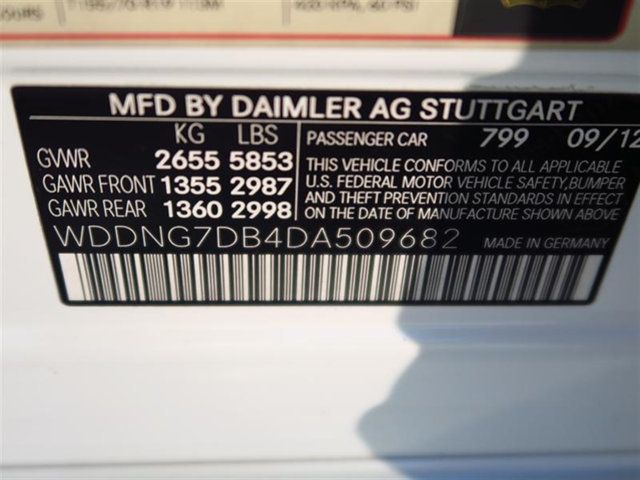 MFD BY DAIMLER AG STUTTGART
KG LBS
GVWR 2655 5853
GAWR FRONT 1355 2987
GAWR REAR 1360 2998
PASSENGER CAR 799 09/12
THIS VEHICLE CONFORMS TO ALL APPLICABLE
U.S. FEDERAL MOTOR VEHICLE SAFETY, BUMPER
AND THEFT PREVENTION STANDARDS IN EFFECT
ON THE DATE OF MANUFACTURE SHOWN ABOVE.
WDDNG7DB4DA509682 MADE IN GERMANY